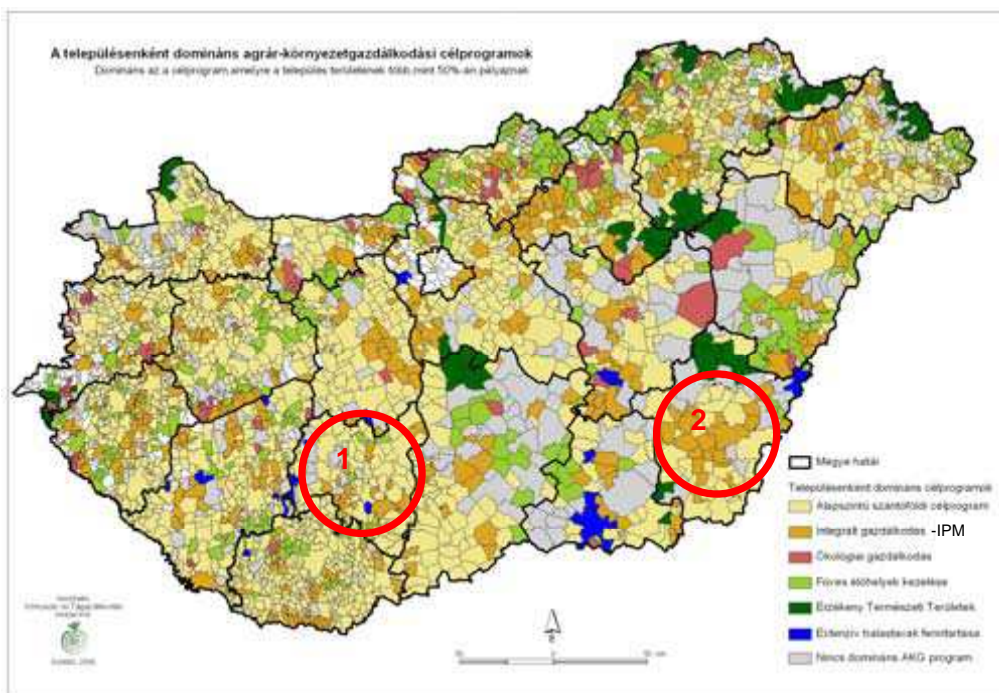 A településenként domináns agrár-környezetgazdálkodási célprogramok
Domináns az a célprogram amelyre a település területének több mint 50%-án pályáznak
1
2
Megye határ
Településenként domináns célprogramok
Alapszintű szántóföldi célprogram
Integrált gazdálkodás -IPM
Ökológiai gazdálkodás
Füves élőhelyek kezelése
Érzékeny Természeti Területek
Extenzív halastavak fenntartása
Nincs domináns AKG program